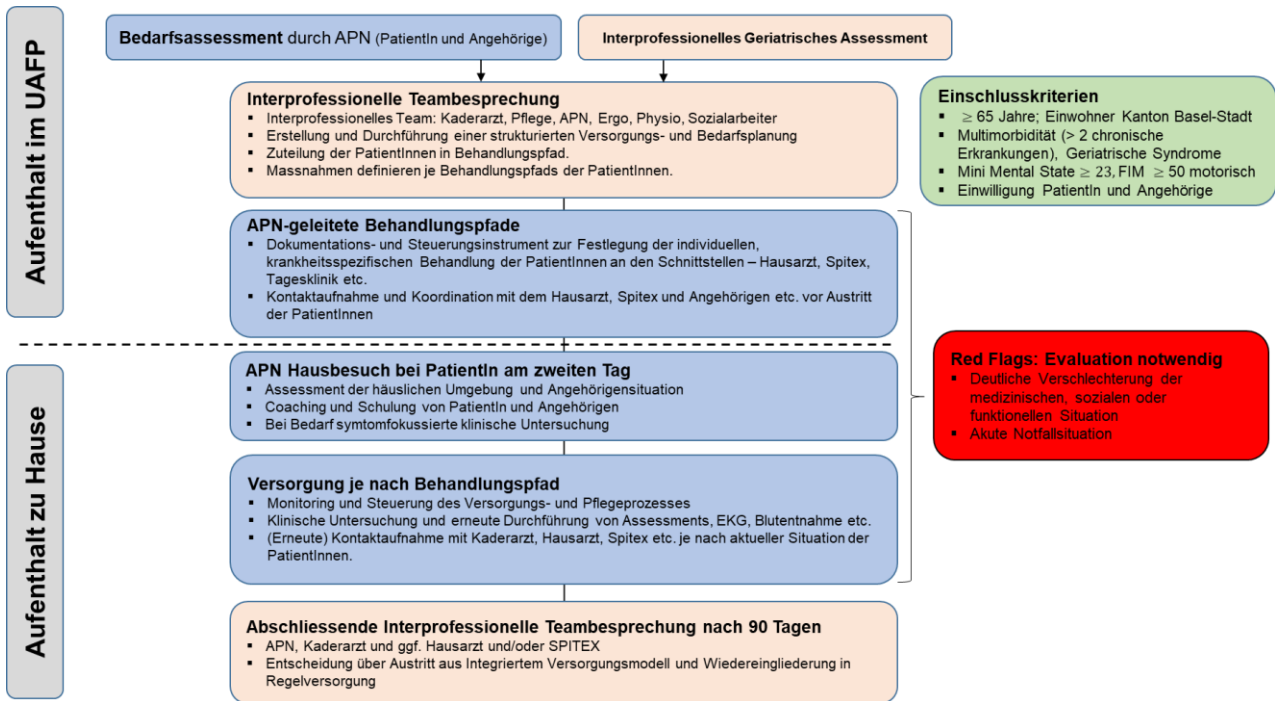 Aufenthalt im UAFP
Bedarfsassessment durch APN (PatientIn und Angehörige)
Interprofessionelles Geriatrisches Assessment
Interprofessionelle Teambesprechung
▪ Interprofessionelles Team: Kaderarzt, Pflege, APN, Ergo, Physio, Sozialarbeiter
▪ Erstellung und Durchführung einer strukturierten Versorgungs- und Bedarfsplanung
▪ Zuteilung der PatientInnen in Behandlungspfad.
▪ Massnahmen definieren je Behandlungspfads der PatientInnen.
Einschlusskriterien
▪ ≥ 65 Jahre; Einwohner Kanton Basel-Stadt
▪ Multimorbidität (> 2 chronische
Erkrankungen), Geriatrische Syndrome
▪ Mini Mental State ≥ 23, FIM ≥ 50 motorisch
▪ Einwilligung PatientIn und Angehörige
APN-geleitete Behandlungspfade
▪ Dokumentations- und Steuerungsinstrument zur Festlegung der individuellen,
krankheitsspezifischen Behandlung der PatientInnen an den Schnittstellen – Hausarzt, Spitex,
Tagesklinik etc.
▪ Kontaktaufnahme und Koordination mit dem Hausarzt, Spitex und Angehörigen etc. vor Austritt
der PatientInnen
Aufenthalt zu Hause
APN Hausbesuch bei PatientIn am zweiten Tag
▪ Assessment der häuslichen Umgebung und Angehörigensituation
▪ Coaching und Schulung von PatientIn und Angehörigen
▪ Bei Bedarf symtomfokussierte klinische Untersuchung
Red Flags: Evaluation notwendig
▪ Deutliche Verschlechterung der
medizinischen, sozialen oder
funktionellen Situation
▪ Akute Notfallsituation
Versorgung je nach Behandlungspfad
▪ Monitoring und Steuerung des Versorgungs- und Pflegeprozesses
▪ Klinische Untersuchung und erneute Durchführung von Assessments, EKG, Blutentnahme etc.
▪ (Erneute) Kontaktaufnahme mit Kaderarzt, Hausarzt, Spitex etc. je nach aktueller Situation der
PatientInnen.
Abschliessende Interprofessionelle Teambesprechung nach 90 Tagen
▪ APN, Kaderarzt und ggf. Hausarzt und/oder SPITEX
▪ Entscheidung über Austritt aus Integriertem Versorgungsmodell und Wiedereingliederung in
Regelversorgung